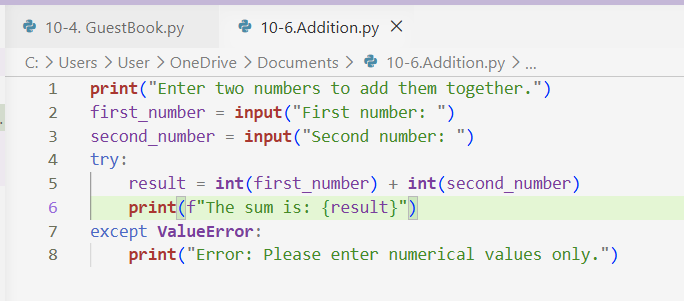 10-4. GuestBook.py
10-6.Addition.py
C: > Users > User > OneDrive > Documents > 10-6.Addition.py > ...
1 print("Enter two numbers to add them together.")
2 first_number = input("First number: ")
3 second_number = input("Second number: ")
4 try:
5     result = int(first_number) + int(second_number)
6     print(f"The sum is: {result}")
7 except ValueError:
8     print("Error: Please enter numerical values only.")